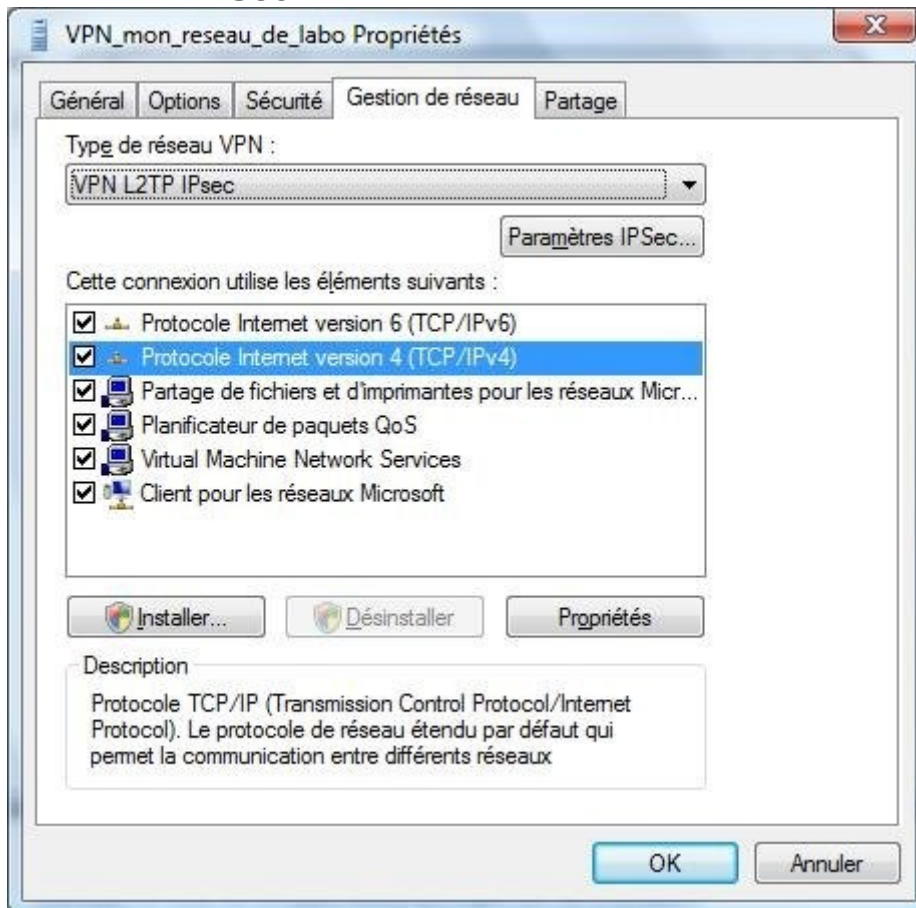 VPN_mon_reseau_de_labo Propriétés
Général Options Sécurité Gestion de réseau Partage
Type de réseau VPN :
VPN L2TP IPsec
Paramètres IPSec...
Cette connexion utilise les éléments suivants :
Protocole Internet version 6 (TCP/IPv6)
Protocole Internet version 4 (TCP/IPv4)
Partage de fichiers et d'imprimantes pour les réseaux Micr...
Planificateur de paquets QoS
Virtual Machine Network Services
Client pour les réseaux Microsoft
Installer... Désinstaller Propriétés
Description
Protocole TCP/IP (Transmission Control Protocol/Internet
Protocol). Le protocole de réseau étendu par défaut qui
permet la communication entre différents réseaux
OK Annuler